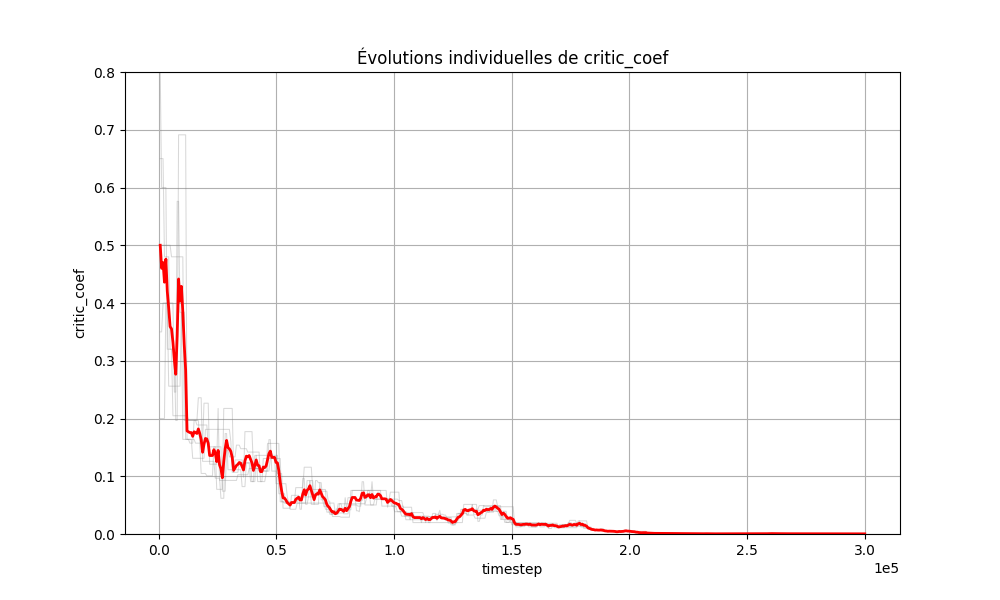 Évolutions individuelles de critic_coef
critic_coef
0.8
0.7
0.6
0.5
0.4
0.3
0.2
0.1
0.0
0.0 0.5 1.0 1.5 2.0 2.5 3.0
1e5
timestep